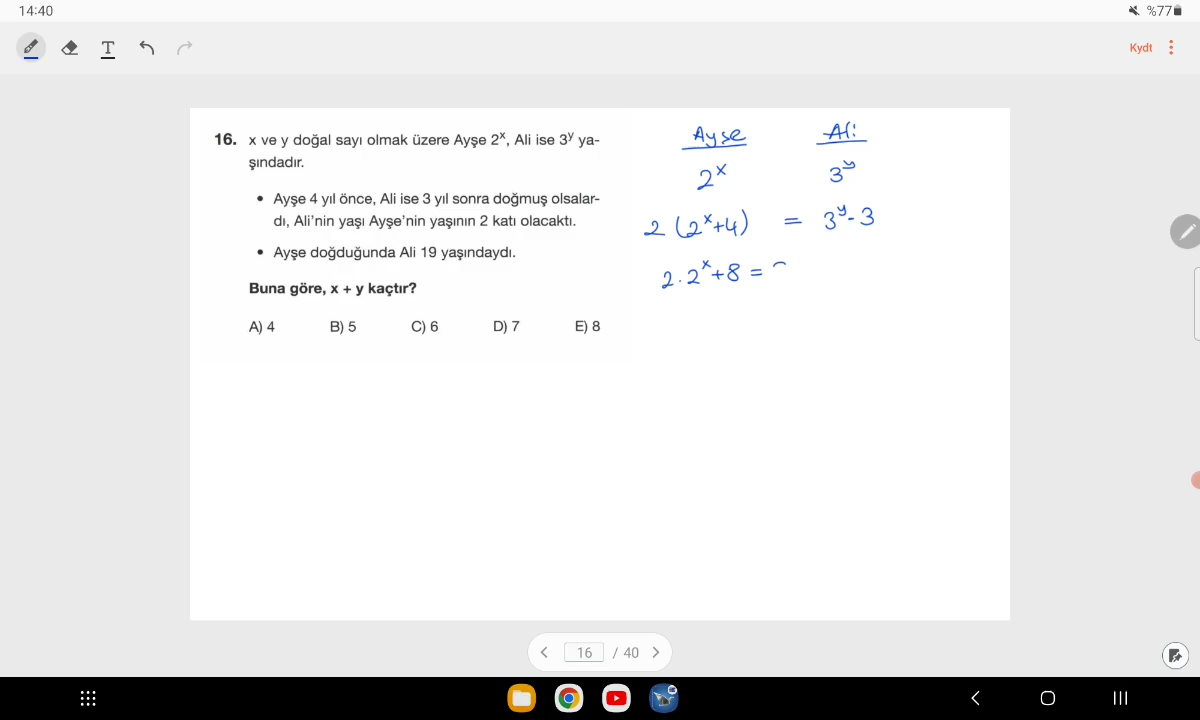 14:40
%77
T
Kydt
16. x ve y doğal sayı olmak üzere Ayşe 2ˣ, Ali ise 3ʸ ya-
şındadır.
• Ayşe 4 yıl önce, Ali ise 3 yıl sonra doğmuş olsalar-
dı, Ali'nin yaşı Ayşe'nin yaşının 2 katı olacaktı.
• Ayşe doğduğunda Ali 19 yaşındaydı.
Buna göre, x + y kaçtır?
A) 4 B) 5 C) 6 D) 7 E) 8
Ayşe Ali
2ˣ 3ʸ
2 (2ˣ+4) = 3ʸ-3
2.2ˣ+8 =
16 / 40